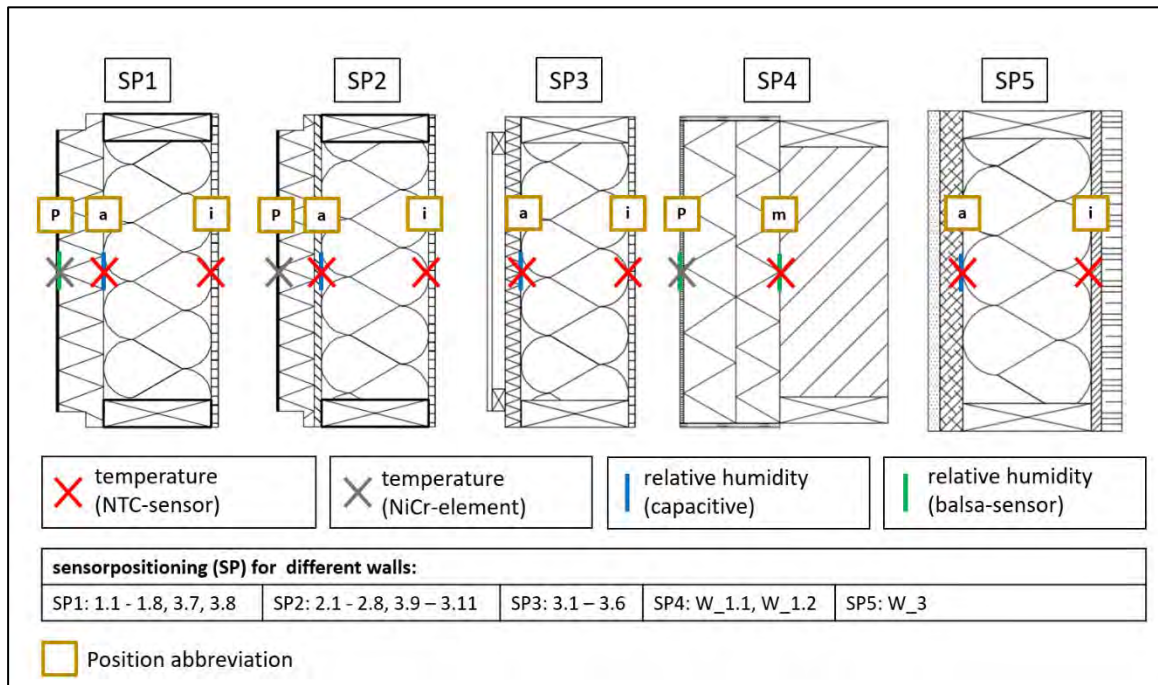 SP1
SP2
SP3
SP4
SP5
P a i
P a i
a i
P m
a i
temperature
(NTC-sensor)
temperature
(NiCr-element)
relative humidity
(capacitive)
relative humidity
(balsa-sensor)
sensorpositioning (SP) for different walls:
SP1: 1.1 - 1.8, 3.7, 3.8
SP2: 2.1 - 2.8, 3.9 – 3.11
SP3: 3.1 – 3.6
SP4: W_1.1, W_1.2
SP5: W_3
Position abbreviation